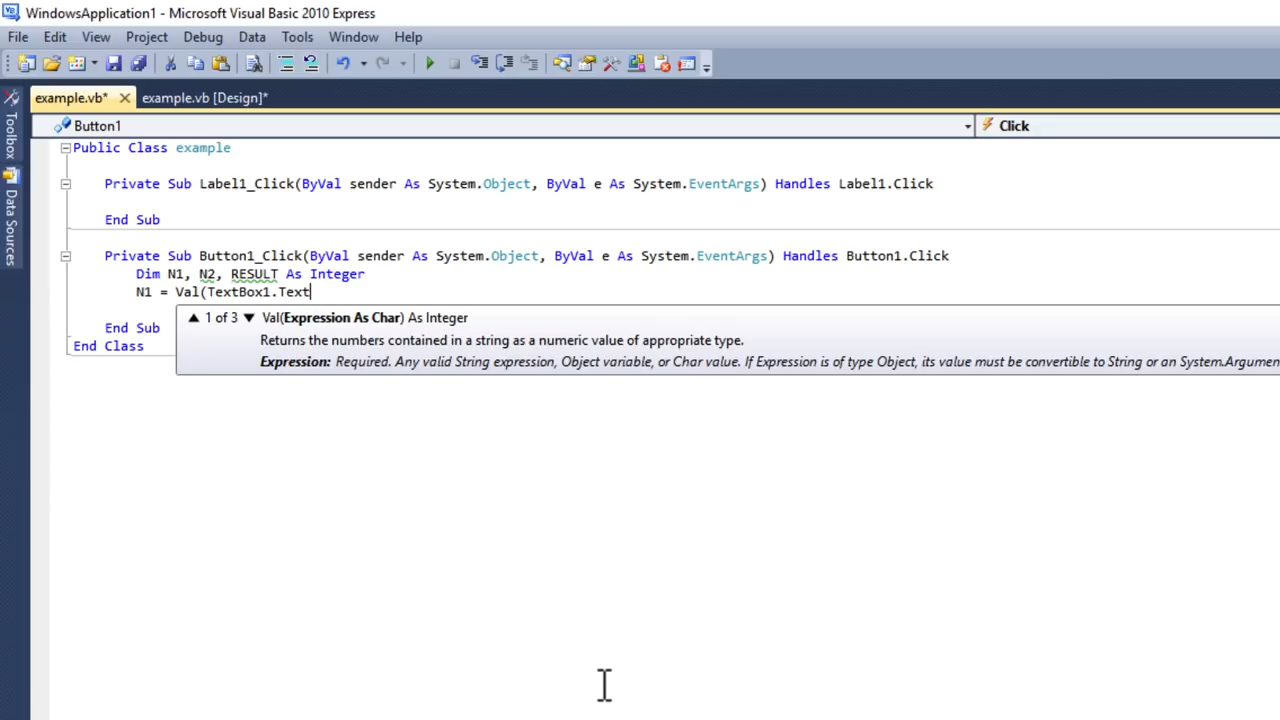 WindowsApplication1 - Microsoft Visual Basic 2010 Express
File Edit View Project Debug Data Tools Window Help
example.vb* example.vb [Design]*
Toolbox
Data Sources
Button1 Click
Public Class example
Private Sub Label1_Click(ByVal sender As System.Object, ByVal e As System.EventArgs) Handles Label1.Click
End Sub
Private Sub Button1_Click(ByVal sender As System.Object, ByVal e As System.EventArgs) Handles Button1.Click
Dim N1, N2, RESULT As Integer
N1 = Val(TextBox1.Text
1 of 3 Val(Expression As Char) As Integer
Returns the numbers contained in a string as a numeric value of appropriate type.
Expression: Required. Any valid String expression, Object variable, or Char value. If Expression is of type Object, its value must be convertible to String or an System.Argumen
End Sub
End Class